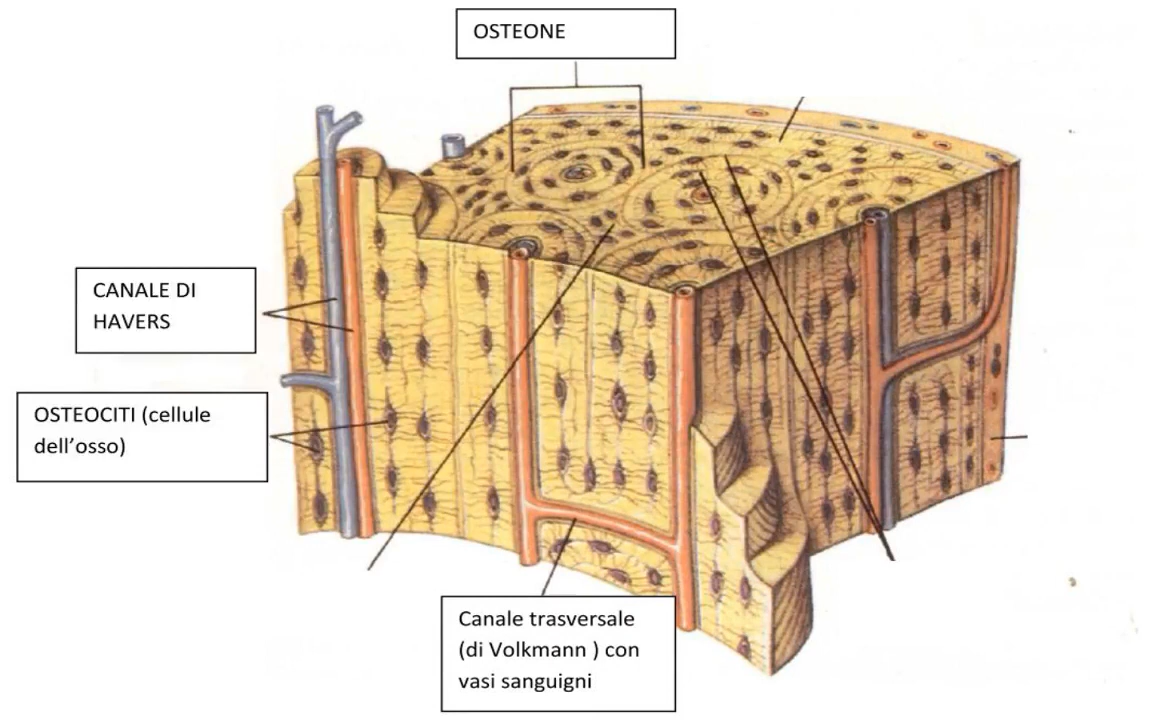 OSTEONE
CANALE DI
HAVERS
OSTEOCITI (cellule
dell’osso)
Canale trasversale
(di Volkmann ) con
vasi sanguigni